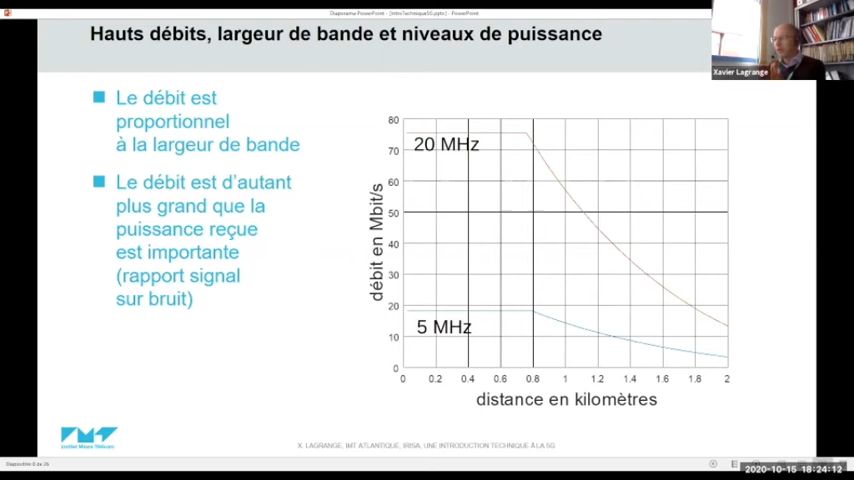 Diaporama PowerPoint - [IntroTechnique5G.pptx] - PowerPoint
Hauts débits, largeur de bande et niveaux de puissance
Xavier Lagrange
Le débit est
proportionnel
à la largeur de bande
Le débit est d'autant
plus grand que la
puissance reçue
est importante
(rapport signal
sur bruit)
débit en Mbit/s
80
70
60
50
40
30
20
10
0
20 MHz
5 MHz
0 0.2 0.4 0.6 0.8 1 1.2 1.4 1.6 1.8 2
distance en kilomètres
Institut Mines-Télécom
X. LAGRANGE, IMT ATLANTIQUE, IRISA, UNE INTRODUCTION TECHNIQUE À LA 5G
2020-10-15 18:24:12